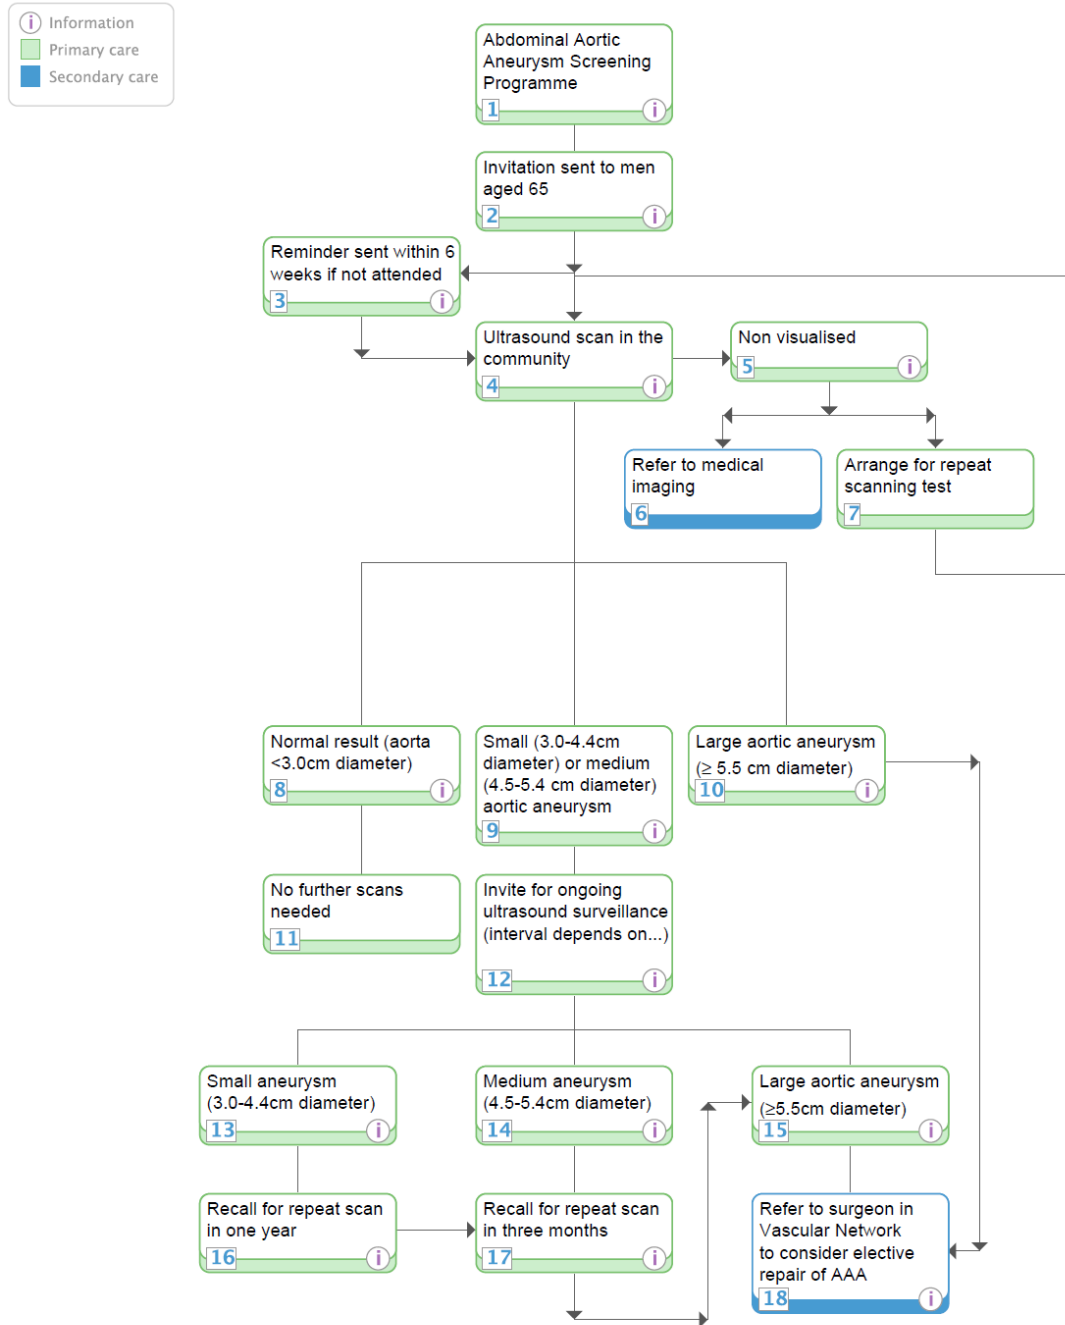 i Information
Primary care
Secondary care
Abdominal Aortic
Aneurysm Screening
Programme
1 i
Invitation sent to men
aged 65
2 i
Reminder sent within 6
weeks if not attended
3 i
Ultrasound scan in the
community
4 i
Non visualised
5 i
Refer to medical
imaging
6
Arrange for repeat
scanning test
7
Normal result (aorta
<3.0cm diameter)
8 i
Small (3.0-4.4cm
diameter) or medium
(4.5-5.4 cm diameter)
aortic aneurysm
9 i
Large aortic aneurysm
(≥ 5.5 cm diameter)
10 i
No further scans
needed
11
Invite for ongoing
ultrasound surveillance
(interval depends on...)
12 i
Small aneurysm
(3.0-4.4cm diameter)
13 i
Medium aneurysm
(4.5-5.4cm diameter)
14 i
Large aortic aneurysm
(≥5.5cm diameter)
15 i
Recall for repeat scan
in one year
16 i
Recall for repeat scan
in three months
17 i
Refer to surgeon in
Vascular Network
to consider elective
repair of AAA
18 i